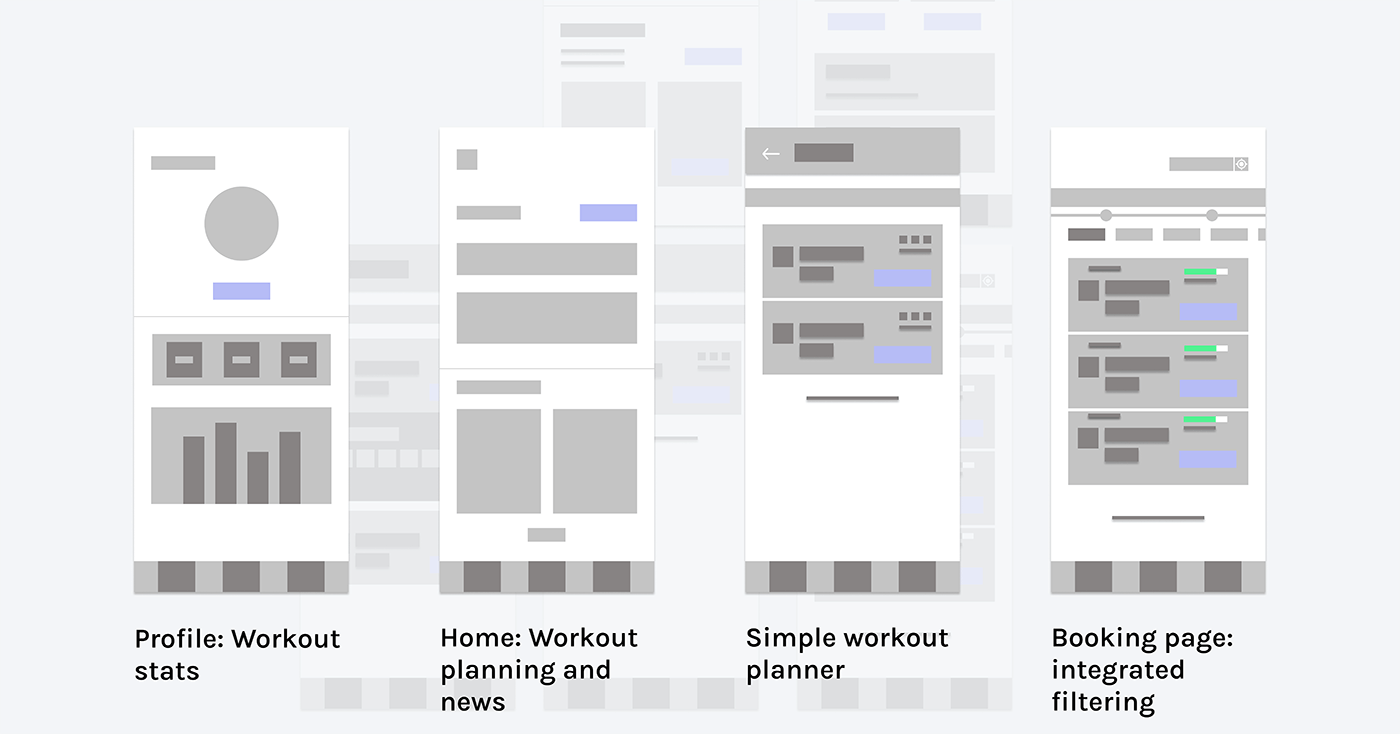 Profile: Workout
stats
Home: Workout
planning and
news
Simple workout
planner
Booking page:
integrated
filtering